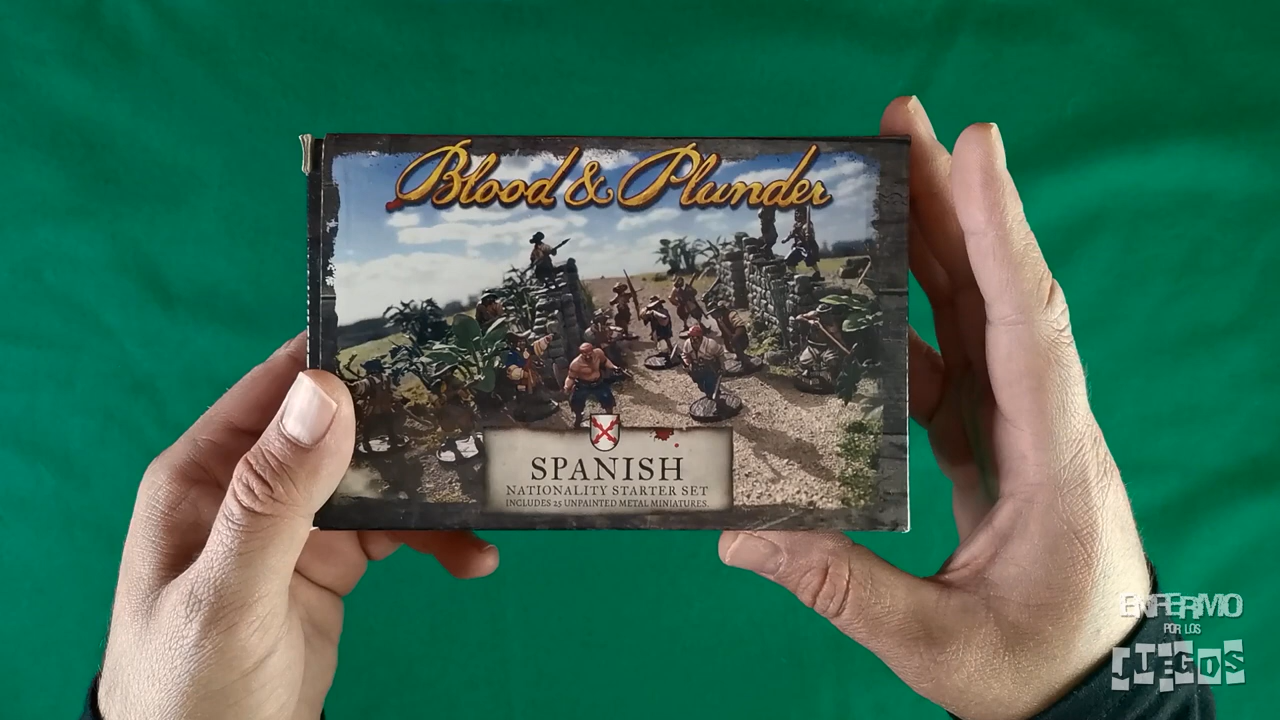 Blood & Plunder
SPANISH
NATIONALITY STARTER SET
INCLUDES 25 UNPAINTED METAL MINIATURES.
ENFERMO
POR LOS
JUEGOS